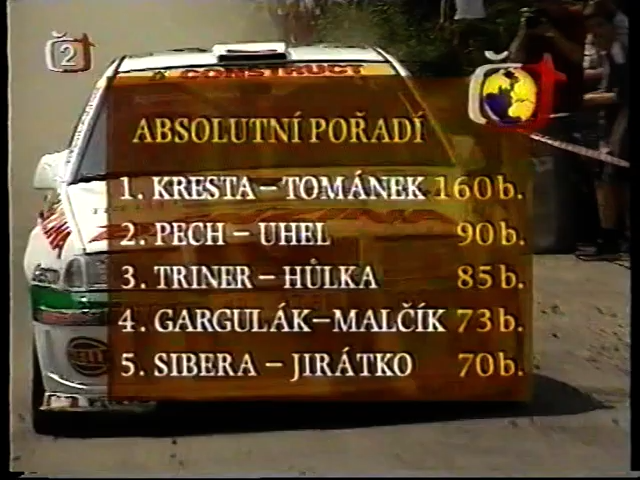 2
CONSTRUCT
ABSOLUTNÍ POŘADÍ
1. KRESTA – TOMÁNEK 160 b.
2. PECH – UHEL 90 b.
3. TRINER – HŮLKA 85 b.
4. GARGULÁK – MALČÍK 73 b.
5. SIBERA – JIRÁTKO 70 b.